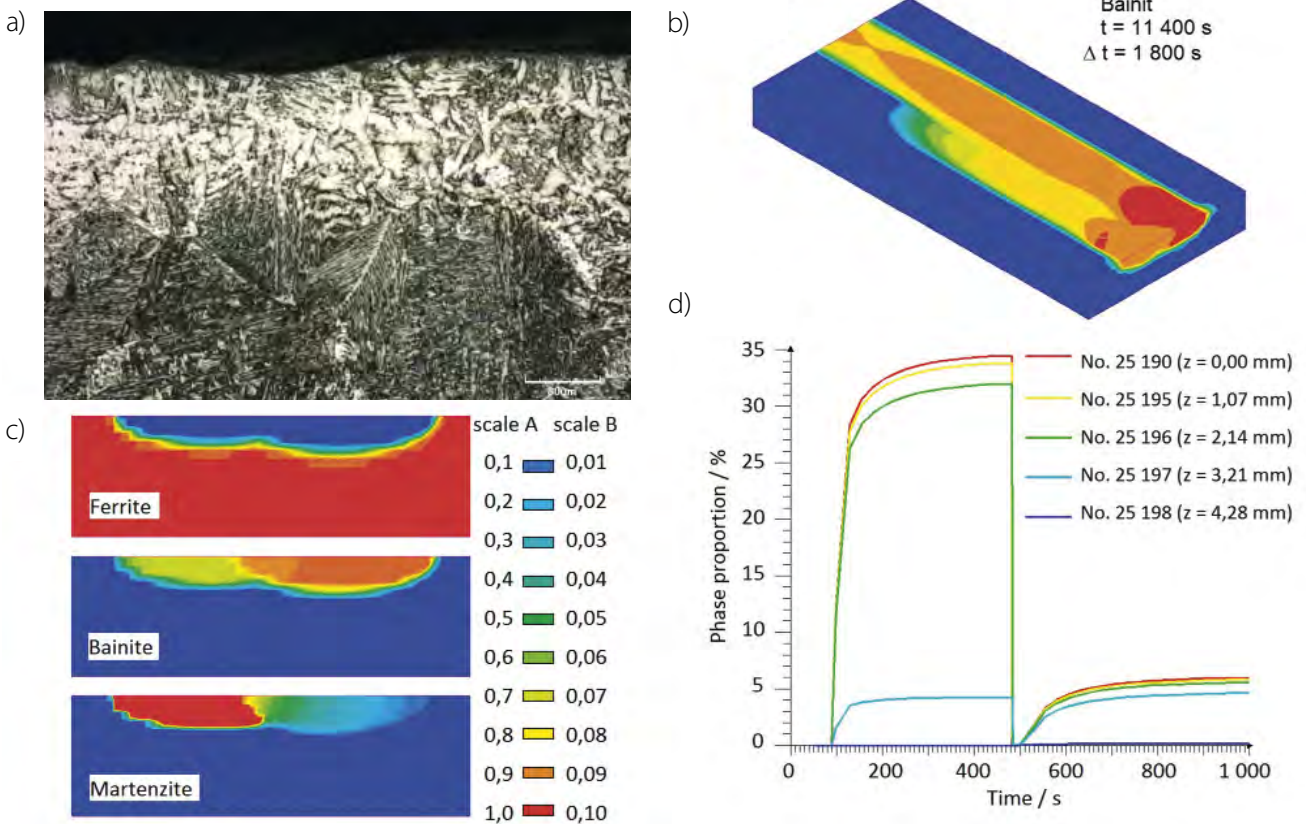 a)
50um
b)
Bainit
t = 11 400 s
Δ t = 1 800 s
c)
Ferrite
Bainite
Martenzite
scale A scale B
0,1 0,01
0,2 0,02
0,3 0,03
0,4 0,04
0,5 0,05
0,6 0,06
0,7 0,07
0,8 0,08
0,9 0,09
1,0 0,10
d)
Phase proportion / %
35
30
25
20
15
10
5
0
0 200 400 600 800 1 000
Time / s
No. 25 190 (z = 0,00 mm)
No. 25 195 (z = 1,07 mm)
No. 25 196 (z = 2,14 mm)
No. 25 197 (z = 3,21 mm)
No. 25 198 (z = 4,28 mm)